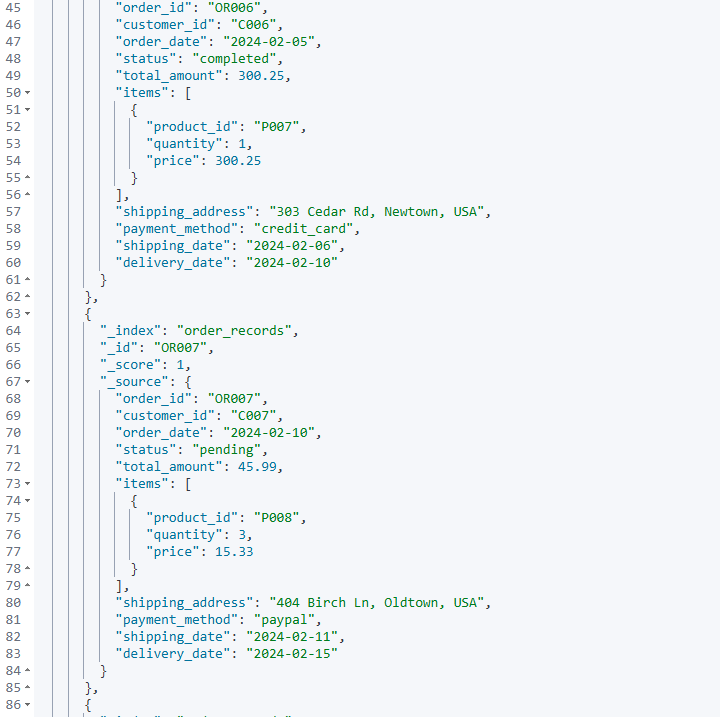 45 "order_id": "OR006",
46 "customer_id": "C006",
47 "order_date": "2024-02-05",
48 "status": "completed",
49 "total_amount": 300.25,
50 "items": [
51 {
52 "product_id": "P007",
53 "quantity": 1,
54 "price": 300.25
55 }
56 ],
57 "shipping_address": "303 Cedar Rd, Newtown, USA",
58 "payment_method": "credit_card",
59 "shipping_date": "2024-02-06",
60 "delivery_date": "2024-02-10"
61 }
62 },
63 {
64 "_index": "order_records",
65 "_id": "OR007",
66 "_score": 1,
67 "_source": {
68 "order_id": "OR007",
69 "customer_id": "C007",
70 "order_date": "2024-02-10",
71 "status": "pending",
72 "total_amount": 45.99,
73 "items": [
74 {
75 "product_id": "P008",
76 "quantity": 3,
77 "price": 15.33
78 }
79 ],
80 "shipping_address": "404 Birch Ln, Oldtown, USA",
81 "payment_method": "paypal",
82 "shipping_date": "2024-02-11",
83 "delivery_date": "2024-02-15"
84 }
85 },
86 {